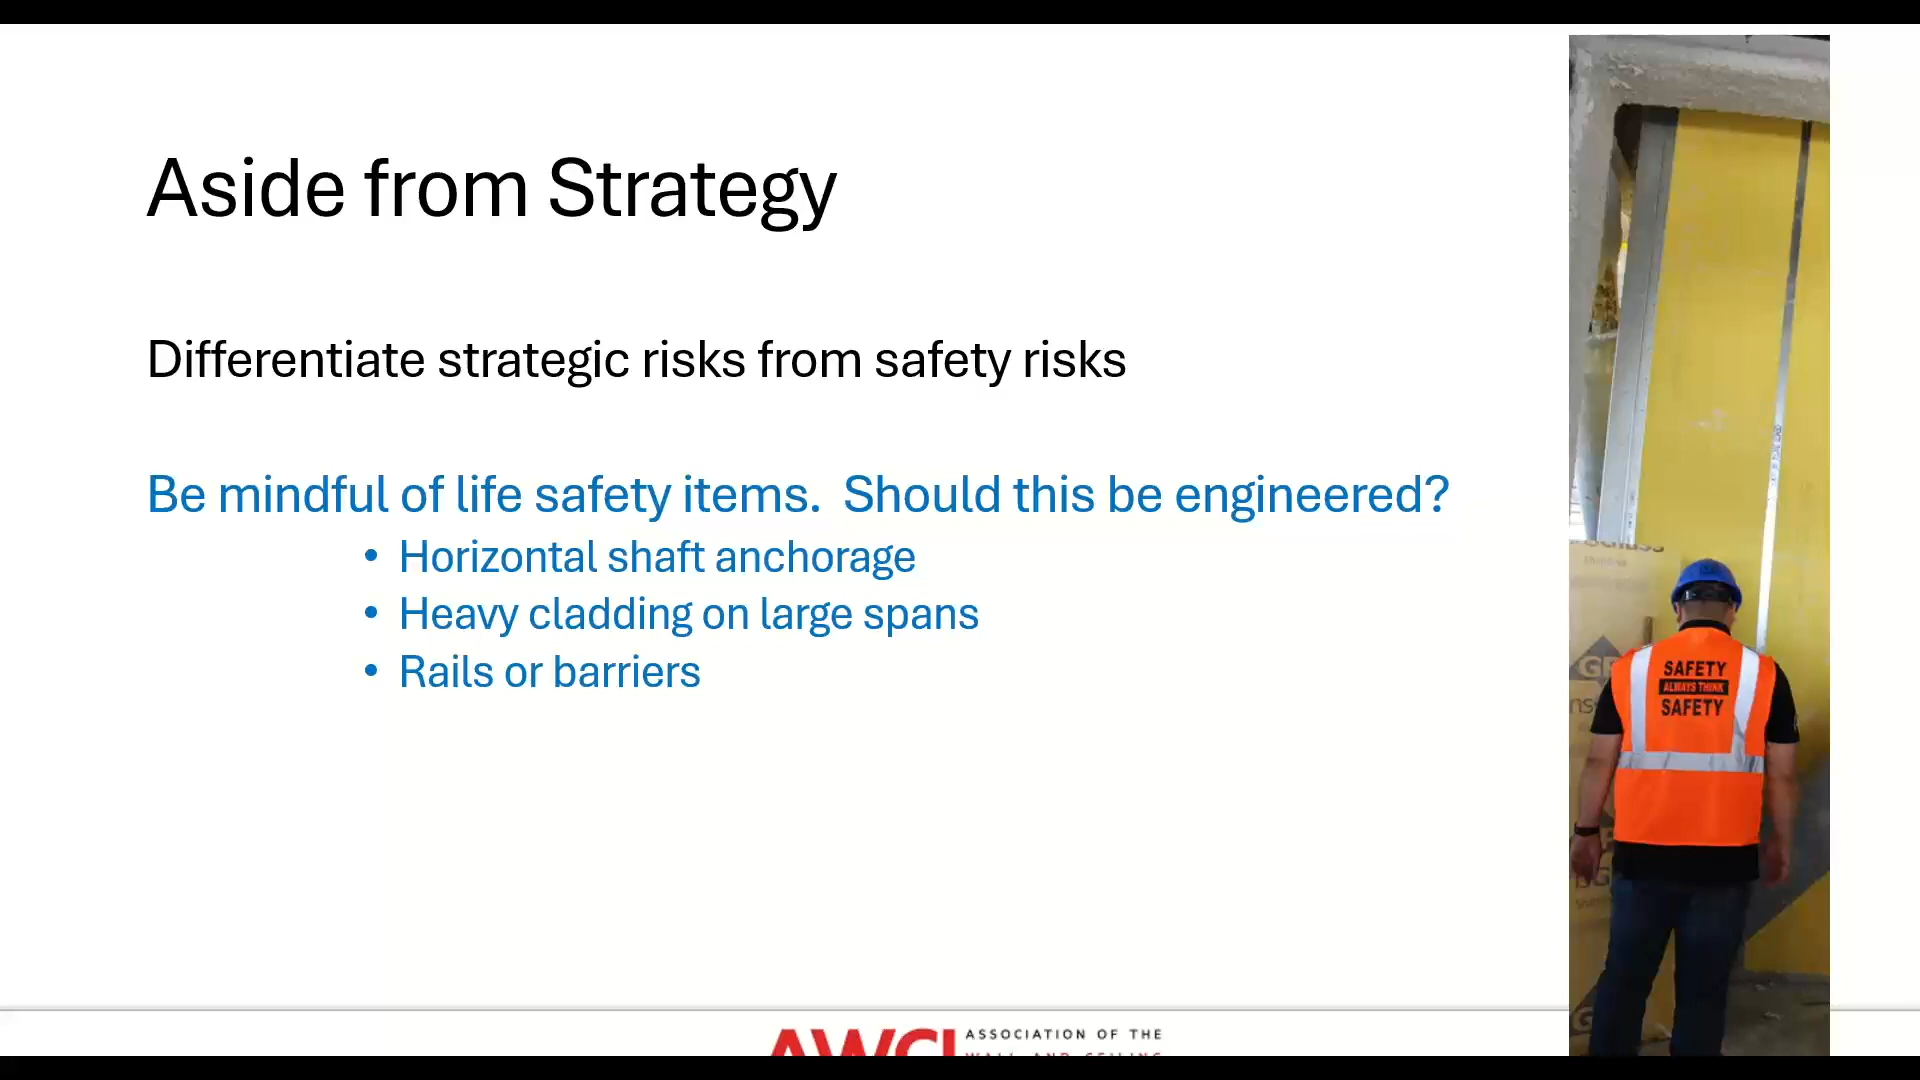 Aside from Strategy
Differentiate strategic risks from safety risks
Be mindful of life safety items.  Should this be engineered?
• Horizontal shaft anchorage
• Heavy cladding on large spans
• Rails or barriers
SAFETY
ALWAYS THINK
SAFETY
AWCI
ASSOCIATION OF THE
WALL AND CEILING